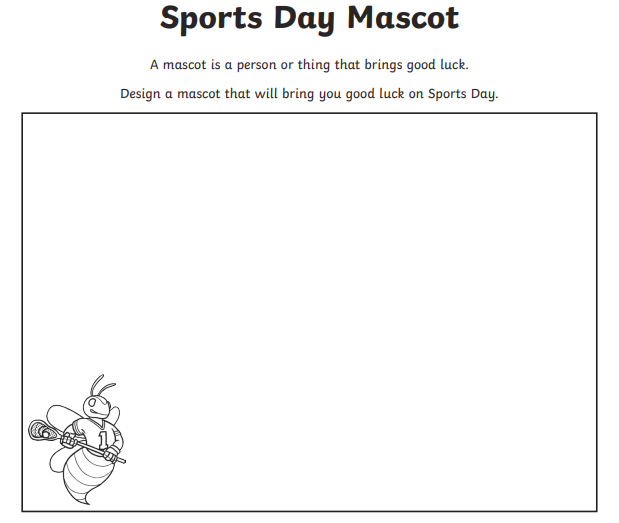 Sports Day Mascot
A mascot is a person or thing that brings good luck.
Design a mascot that will bring you good luck on Sports Day.
1